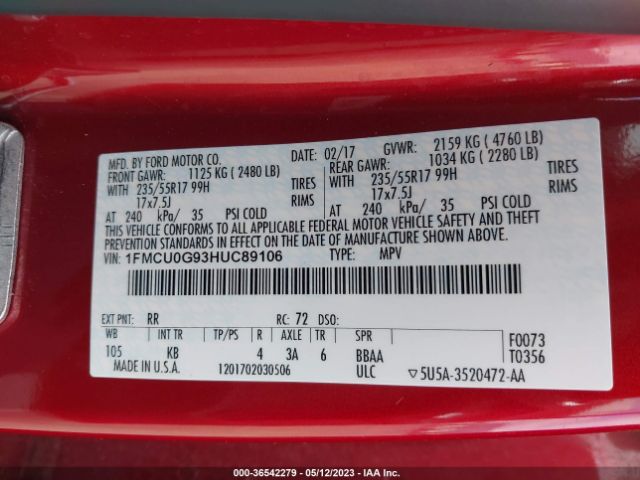 MFD. BY FORD MOTOR CO. DATE: 02/17 GVWR: 2159 KG ( 4760 LB)
FRONT GAWR: 1125 KG ( 2480 LB) REAR GAWR: 1034 KG ( 2280 LB)
WITH 235/55R17 99H TIRES WITH 235/55R17 99H TIRES
17x7.5J RIMS 17x7.5J RIMS
AT 240 kPa/ 35 PSI COLD AT 240 kPa/ 35 PSI COLD
THIS VEHICLE CONFORMS TO ALL APPLICABLE FEDERAL MOTOR VEHICLE SAFETY AND THEFT
PREVENTION STANDARDS IN EFFECT ON THE DATE OF MANUFACTURE SHOWN ABOVE.
VIN: 1FMCU0G93HUC89106 TYPE: MPV
EXT PNT: RR RC: 72 DSO:
WB INT TR TP/PS R AXLE TR SPR F0073
105 KB 4 3A 6 BBAA T0356
MADE IN U.S.A. 1201702030506 ULC ▽5U5A-3520472-AA
000-36542279 - 05/12/2023 - IAA Inc.